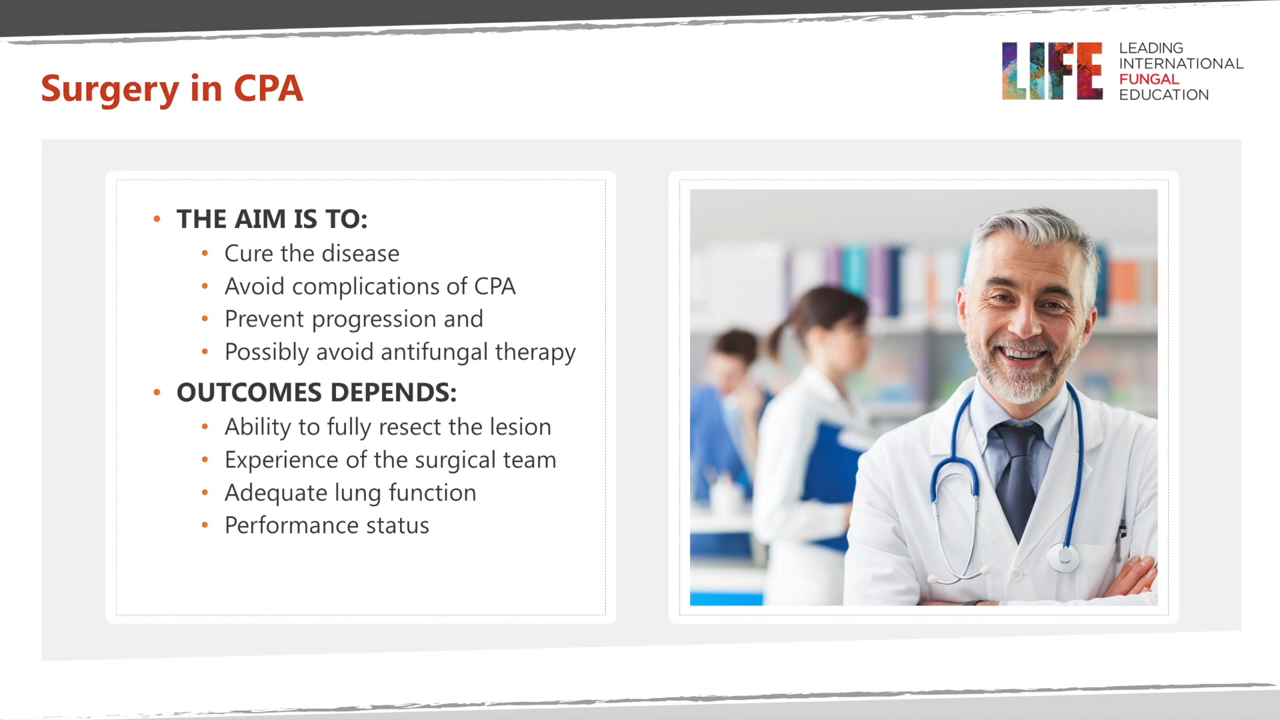 Surgery in CPA
LIFE
LEADING
INTERNATIONAL
FUNGAL
EDUCATION
• THE AIM IS TO:
• Cure the disease
• Avoid complications of CPA
• Prevent progression and
• Possibly avoid antifungal therapy
• OUTCOMES DEPENDS:
• Ability to fully resect the lesion
• Experience of the surgical team
• Adequate lung function
• Performance status